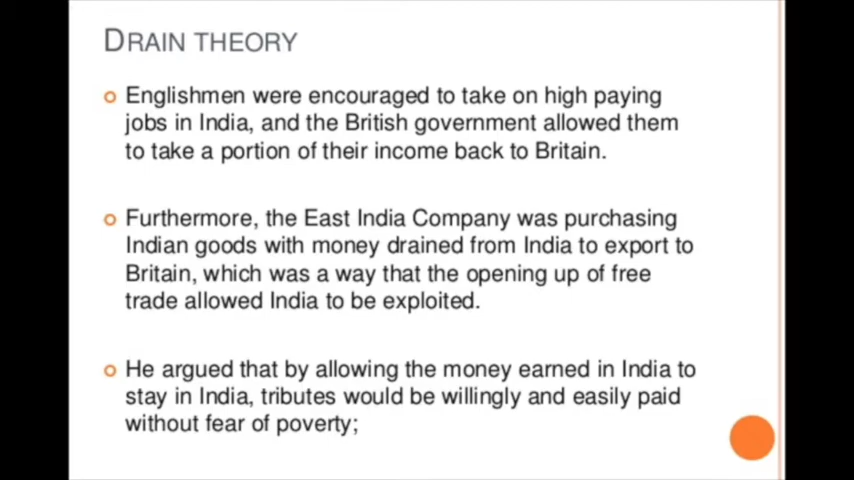 DRAIN THEORY
Englishmen were encouraged to take on high paying
jobs in India, and the British government allowed them
to take a portion of their income back to Britain.
Furthermore, the East India Company was purchasing
Indian goods with money drained from India to export to
Britain, which was a way that the opening up of free
trade allowed India to be exploited.
He argued that by allowing the money earned in India to
stay in India, tributes would be willingly and easily paid
without fear of poverty;